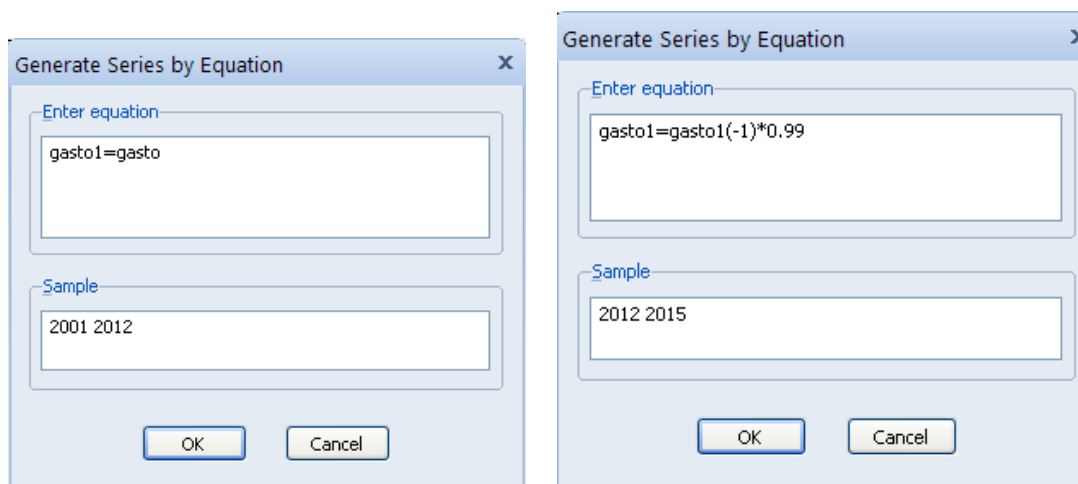 Generate Series by Equation x
Enter equation
gasto1=gasto
Sample
2001 2012
OK Cancel
Generate Series by Equation
Enter equation
gasto1=gasto1(-1)*0.99
Sample
2012 2015
OK Cancel